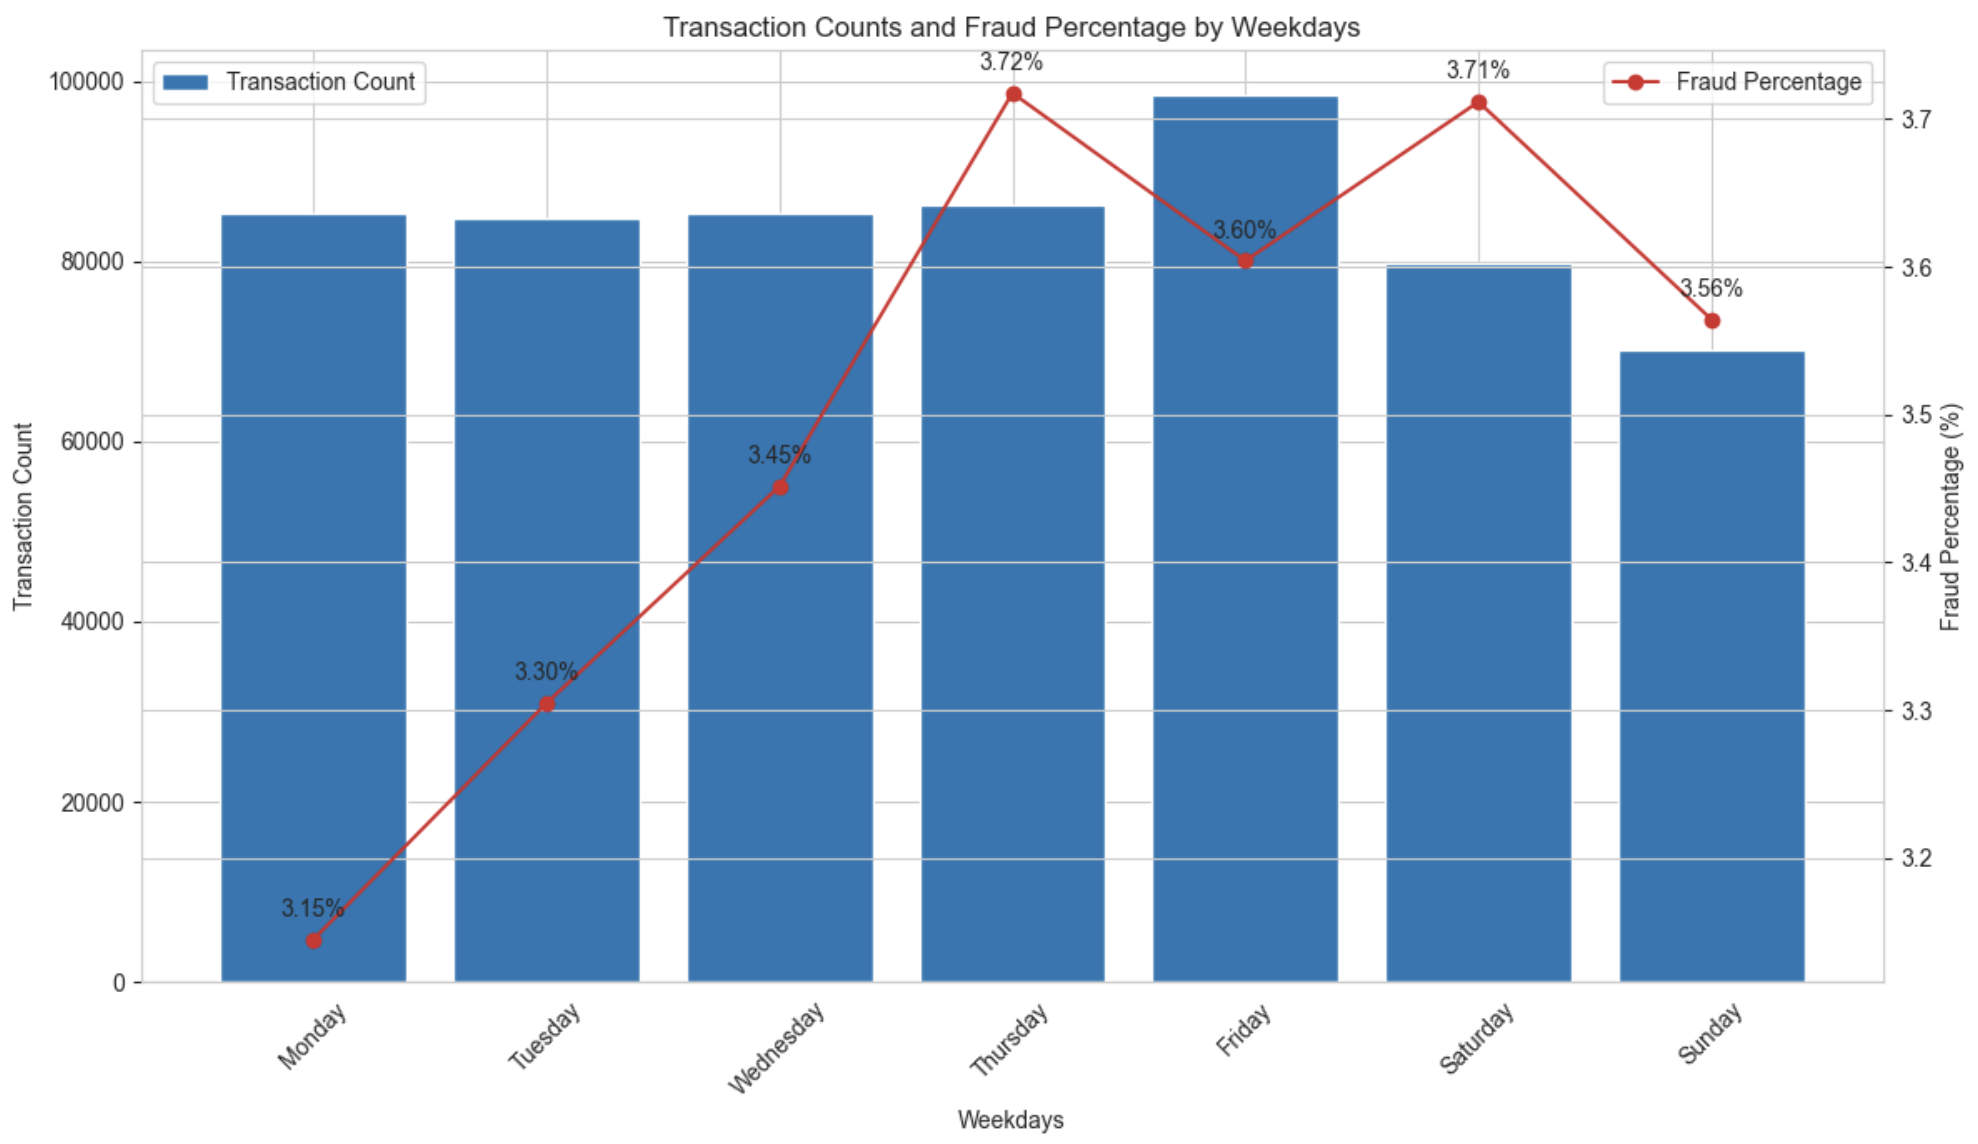 Transaction Counts and Fraud Percentage by Weekdays
Transaction Count
Fraud Percentage
100000
80000
60000
40000
20000
0
Transaction Count
3.15%
3.30%
3.45%
3.72%
3.60%
3.71%
3.56%
3.7
3.6
3.5
3.4
3.3
3.2
Fraud Percentage (%)
Monday
Tuesday
Wednesday
Thursday
Friday
Saturday
Sunday
Weekdays